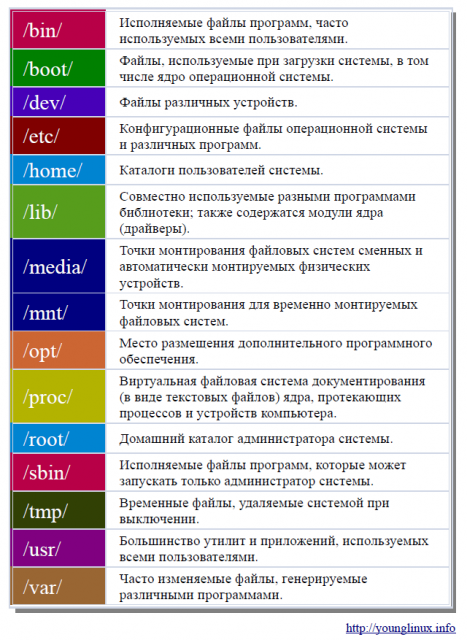 /bin/
Исполняемые файлы программ, часто
используемых всеми пользователями.
/boot/
Файлы, используемые при загрузки системы, в том
числе ядро операционной системы.
/dev/
Файлы различных устройств.
/etc/
Конфигурационные файлы операционной системы
и различных программ.
/home/
Каталоги пользователей системы.
/lib/
Совместно используемые разными программами
библиотеки; также содержатся модули ядра
(драйверы).
/media/
Точки монтирования файловых систем сменных и
автоматически монтируемых физических
устройств.
/mnt/
Точки монтирования для временно монтируемых
файловых систем.
/opt/
Место размещения дополнительного программного
обеспечения.
/proc/
Виртуальная файловая система документирования
(в виде текстовых файлов) ядра, протекающих
процессов и устройств компьютера.
/root/
Домашний каталог администратора системы.
/sbin/
Исполняемые файлы программ, которые может
запускать только администратор системы.
/tmp/
Временные файлы, удаляемые системой при
выключении.
/usr/
Большинство утилит и приложений, используемых
всеми пользователями.
/var/
Часто изменяемые файлы, генерируемые
различными программами.
http://younglinux.info